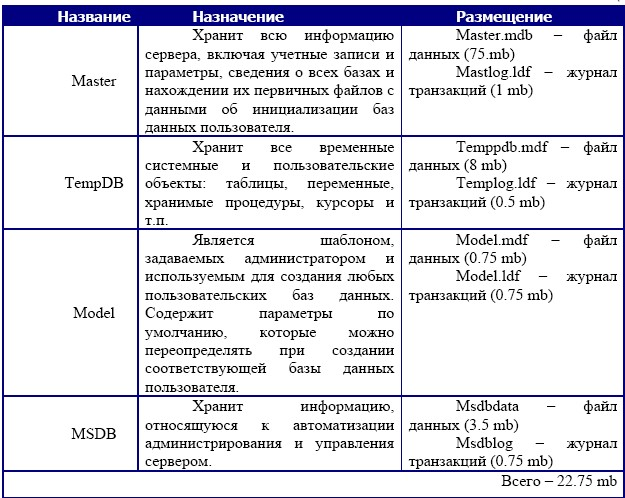 Название Назначение Размещение
Master
Хранит всю информацию
сервера, включая учетные записи и
параметры, сведения о всех базах и
нахождении их первичных файлов с
данными об инициализации баз
данных пользователя.
Master.mdb – файл
данных (75.mb)
Mastlog.ldf – журнал
транзакций (1 mb)
TempDB
Хранит все временные
системные и пользовательские
объекты: таблицы, переменные,
хранимые процедуры, курсоры и
т.п.
Temppdb.mdf – файл
данных (8 mb)
Templog.ldf – журнал
транзакций (0.5 mb)
Model
Является шаблоном,
задаваемых администратором и
используемым для создания любых
пользовательских баз данных.
Содержит параметры по
умолчанию, которые можно
переопределять при создании
соответствующей базы данных
пользователя.
Model.mdf – файл
данных (0.75 mb)
Model.ldf – журнал
транзакций (0.75 mb)
MSDB
Хранит информацию,
относящуюся к автоматизации
администрирования и управления
сервером.
Msdbdata – файл
данных (3.5 mb)
Msdblog – журнал
транзакций (0.75 mb)
Всего – 22.75 mb